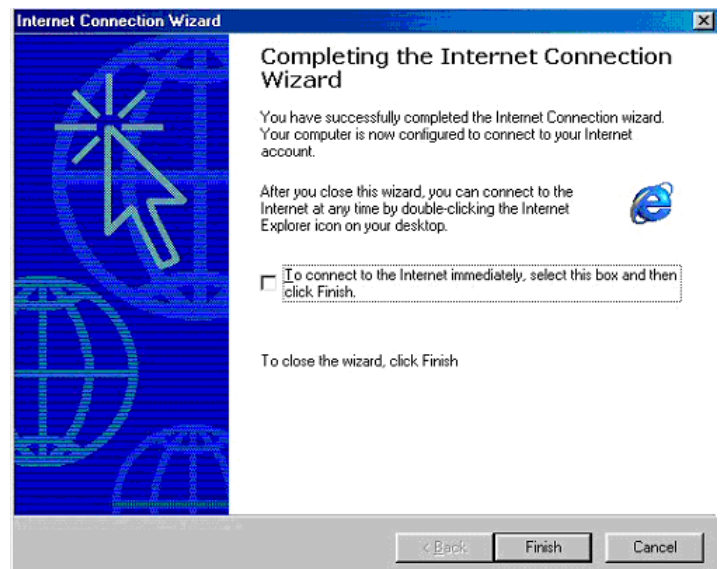 Internet Connection Wizard
Completing the Internet Connection
Wizard
You have successfully completed the Internet Connection wizard.
Your computer is now configured to connect to your Internet
account.
After you close this wizard, you can connect to the
Internet at any time by double-clicking the Internet
Explorer icon on your desktop.
To connect to the Internet immediately, select this box and then
click Finish.
To close the wizard, click Finish
< Back
Finish
Cancel